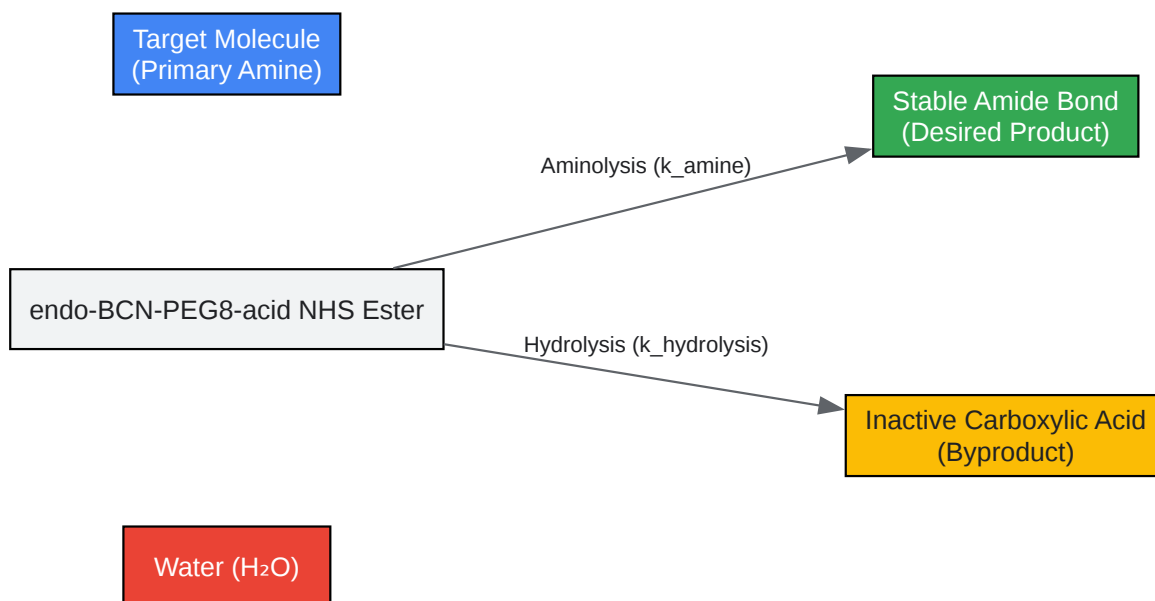 Target Molecule
(Primary Amine)
Stable Amide Bond
(Desired Product)
Aminolysis (k_amine)
endo-BCN-PEG8-acid NHS Ester
Hydrolysis (k_hydrolysis)
Inactive Carboxylic Acid
(Byproduct)
Water (H₂O)